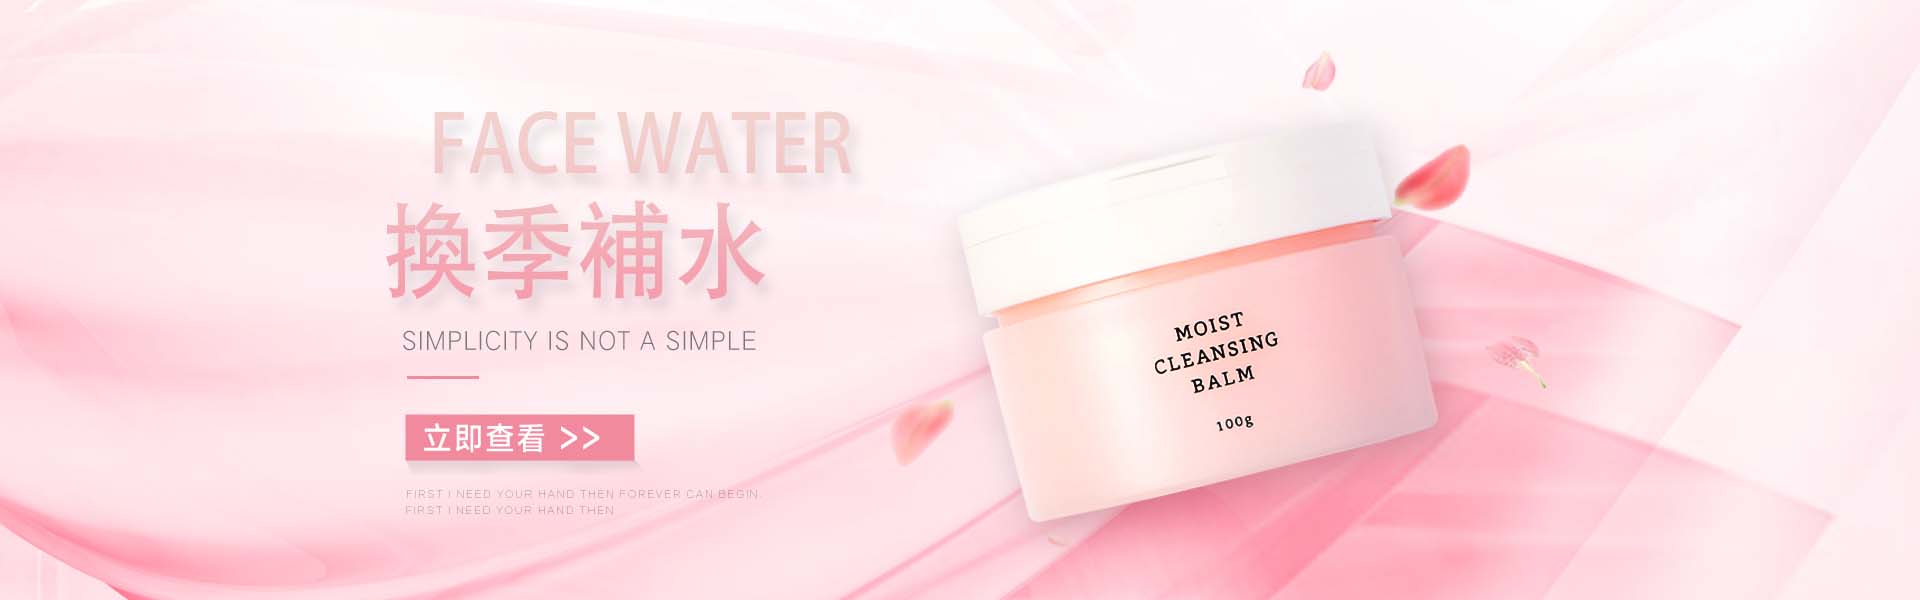 FACE WATER
換季補水
SIMPLICITY IS NOT A SIMPLE
立即查看 >>
FIRST I NEED YOUR HAND THEN FOREVER CAN BEGIN.
FIRST I NEED YOUR HAND THEN
MOIST
CLEANSING
BALM
100g